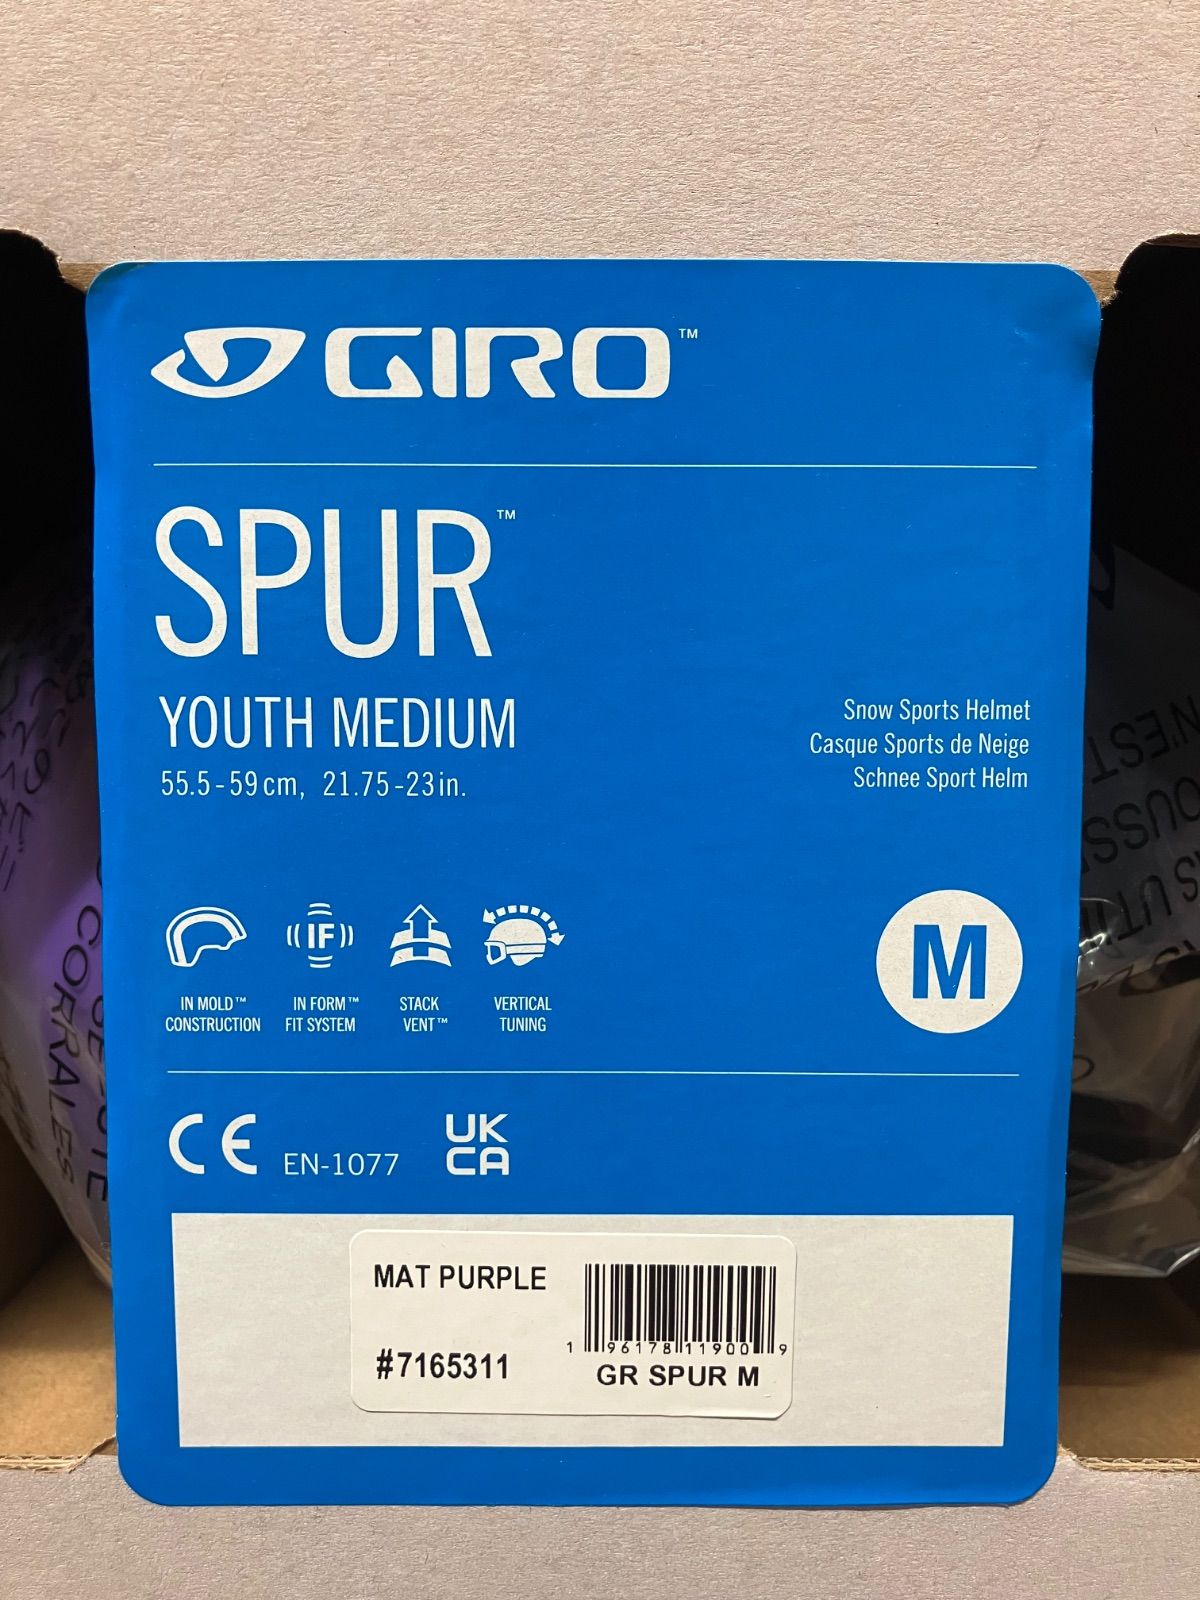 GIRO™
SPUR™
YOUTH MEDIUM
55.5-59cm, 21.75-23in.
Snow Sports Helmet
Casque Sports de Neige
Schnee Sport Helm
IF
IN MOLD™
CONSTRUCTION
IN FORM™
FIT SYSTEM
STACK
VENT™
VERTICAL
TUNING
M
CE EN-1077
UK
CA
MAT PURPLE
#7165311
1 96178 11900 9
GR SPUR M
CORRALES